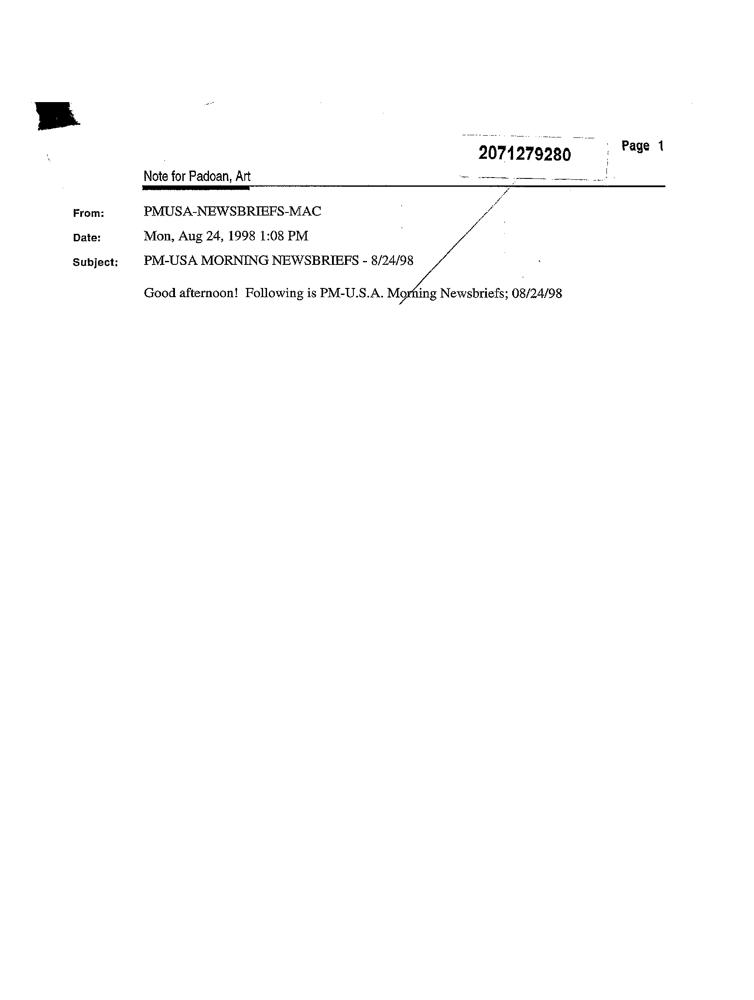 2071279280
Page 1
Note for Padoan, Art
From: PMUSA-NEWSBRIEFS-MAC
Date: Mon, Aug 24, 1998 1:08 PM
Subject: PM-USA MORNING NEWSBRIEFS - 8/24/98
Good afternoon! Following is PM-U.S.A. Morning Newsbriefs; 08/24/98